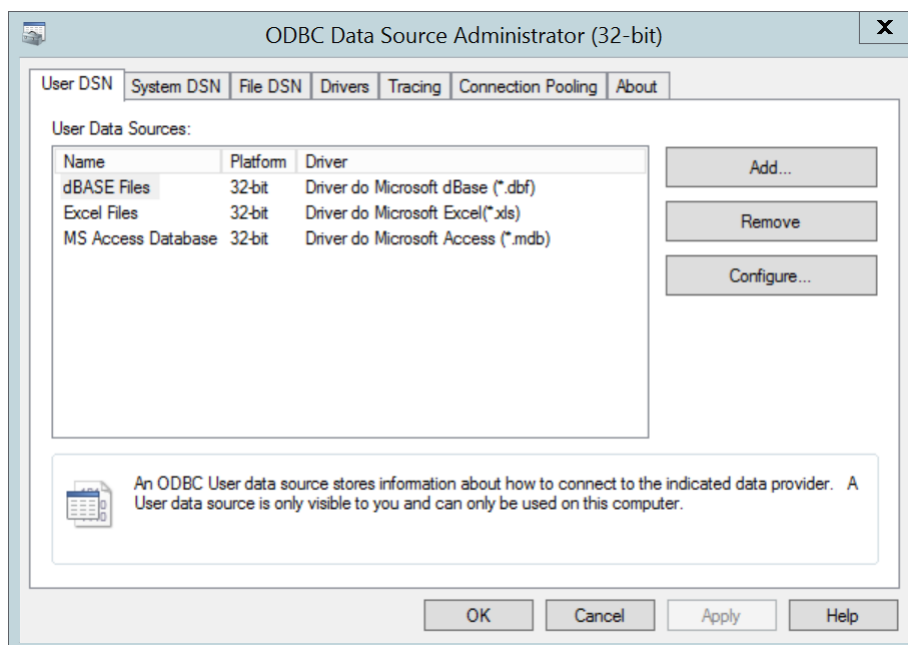 ODBC Data Source Administrator (32-bit)
X
User DSN System DSN File DSN Drivers Tracing Connection Pooling About
User Data Sources:
Name Platform Driver
dBASE Files 32-bit Driver do Microsoft dBase (*.dbf)
Excel Files 32-bit Driver do Microsoft Excel(*.xls)
MS Access Database 32-bit Driver do Microsoft Access (*.mdb)
Add...
Remove
Configure...
An ODBC User data source stores information about how to connect to the indicated data provider. A
User data source is only visible to you and can only be used on this computer.
OK Cancel Apply Help